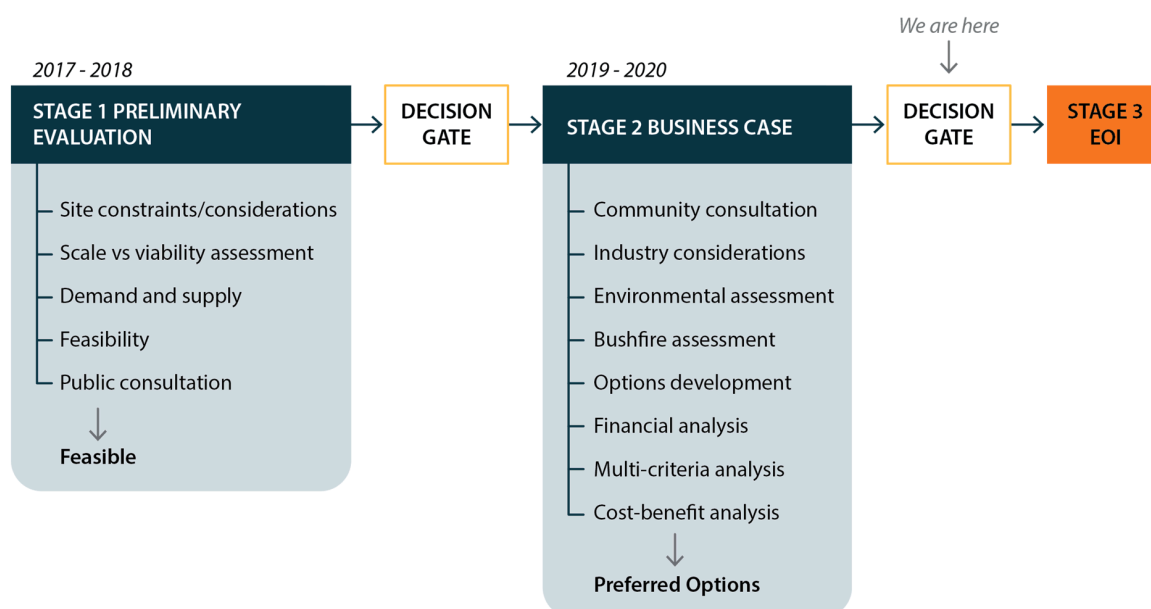 We are here
2017 - 2018
STAGE 1 PRELIMINARY
EVALUATION
Site constraints/considerations
Scale vs viability assessment
Demand and supply
Feasibility
Public consultation
Feasible
DECISION
GATE
2019 - 2020
STAGE 2 BUSINESS CASE
Community consultation
Industry considerations
Environmental assessment
Bushfire assessment
Options development
Financial analysis
Multi-criteria analysis
Cost-benefit analysis
Preferred Options
DECISION
GATE
STAGE 3
EOI